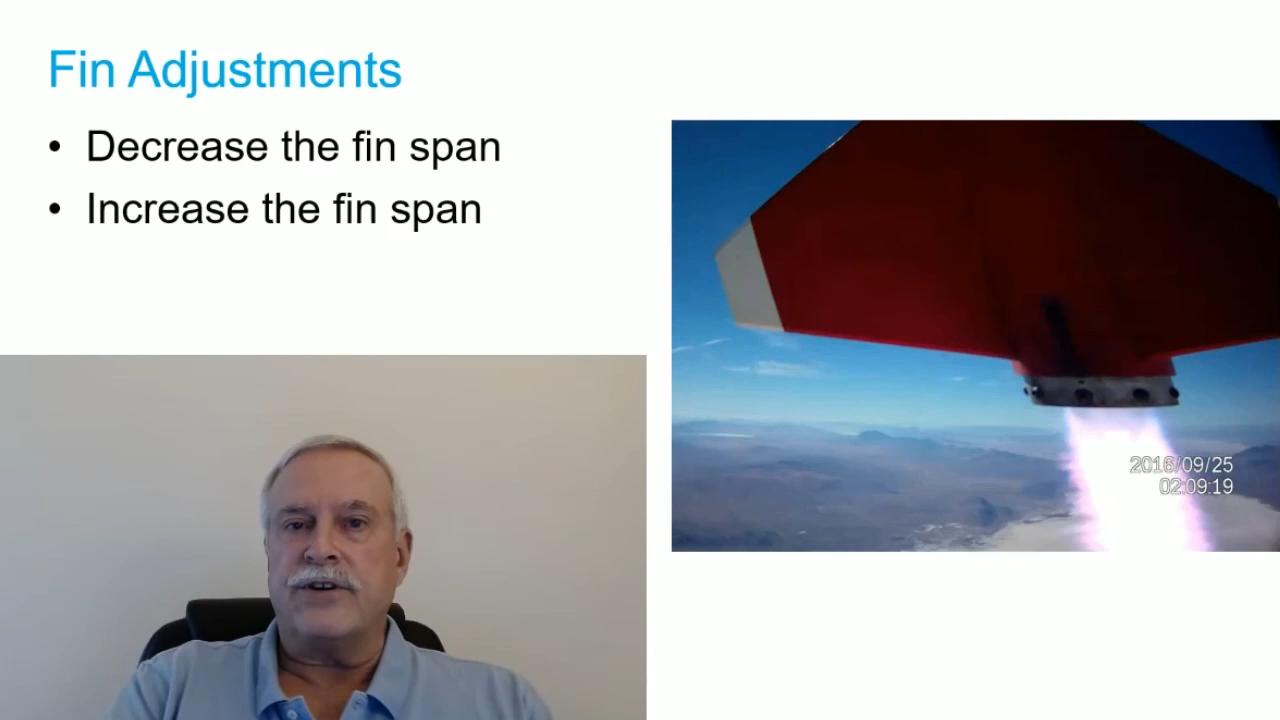 Fin Adjustments
• Decrease the fin span
• Increase the fin span
2016/09/25
02:09:19